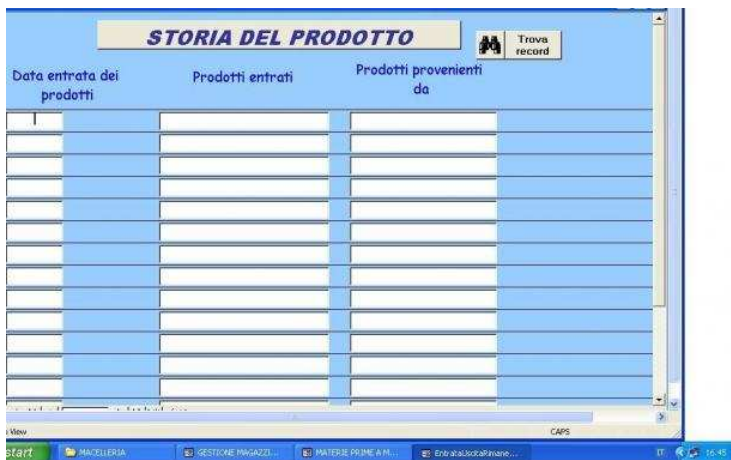 STORIA DEL PRODOTTO
Trova
record
Data entrata dei
prodotti
Prodotti entrati
Prodotti provenienti
da
View
CAPS
start
MACELLERIA
GESTIONE MAGAZZI...
MATERIE PRIME A M...
EntrataUscitaRimane...
IT
16.45